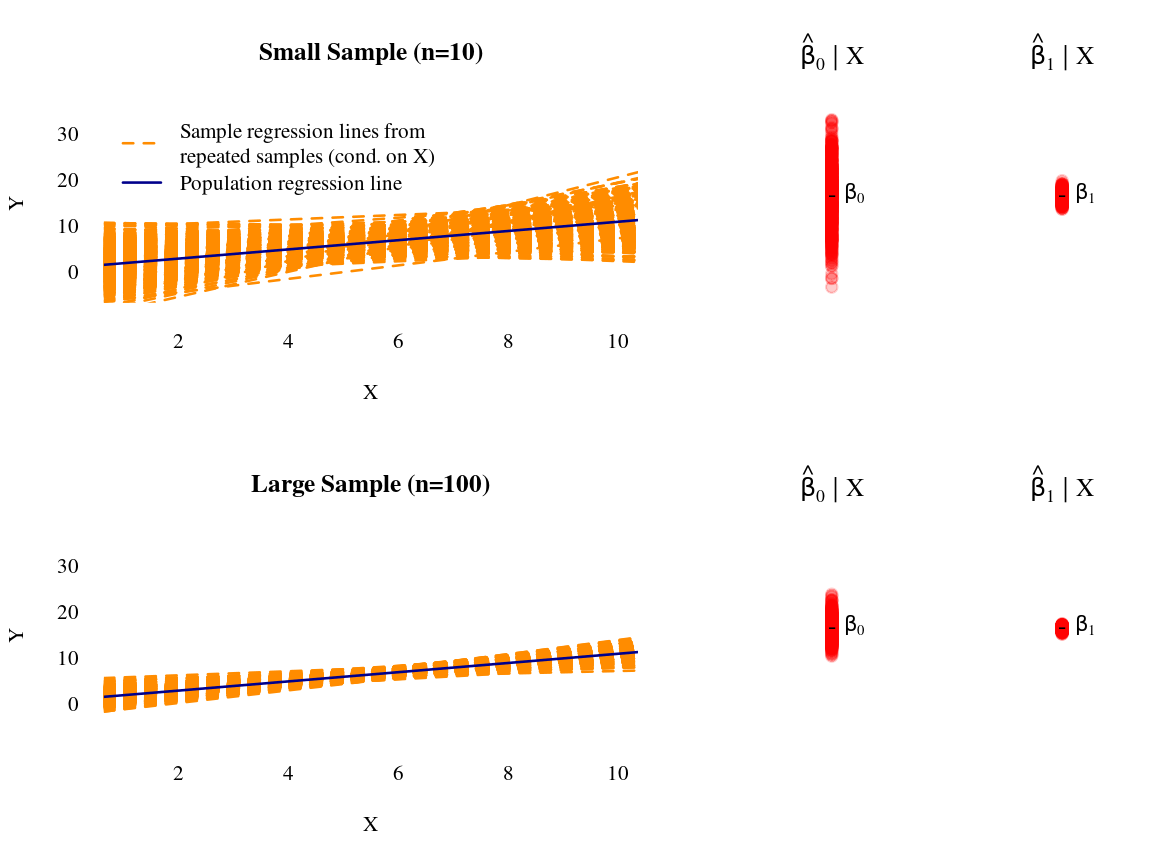 Small Sample (n=10)
β̂₀ | X
β̂₁ | X
Sample regression lines from
repeated samples (cond. on X)
Population regression line
30
20
10
0
Y
2 4 6 8 10
X
β₀
β₁
Large Sample (n=100)
β̂₀ | X
β̂₁ | X
30
20
10
0
Y
2 4 6 8 10
X
β₀
β₁